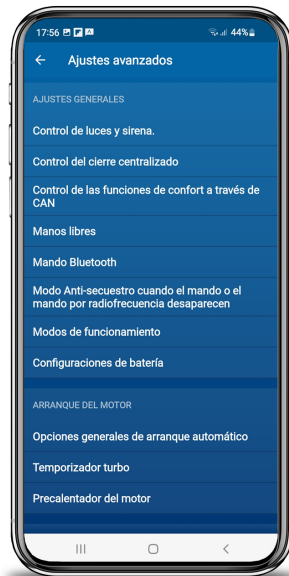 17:56 44%
Ajustes avanzados
AJUSTES GENERALES
Control de luces y sirena.
Control del cierre centralizado
Control de las funciones de confort a través de
CAN
Manos libres
Mando Bluetooth
Modo Anti-secuestro cuando el mando o el
mando por radiofrecuencia desaparecen
Modos de funcionamiento
Configuraciones de batería
ARRANQUE DEL MOTOR
Opciones generales de arranque automático
Temporizador turbo
Precalentador del motor